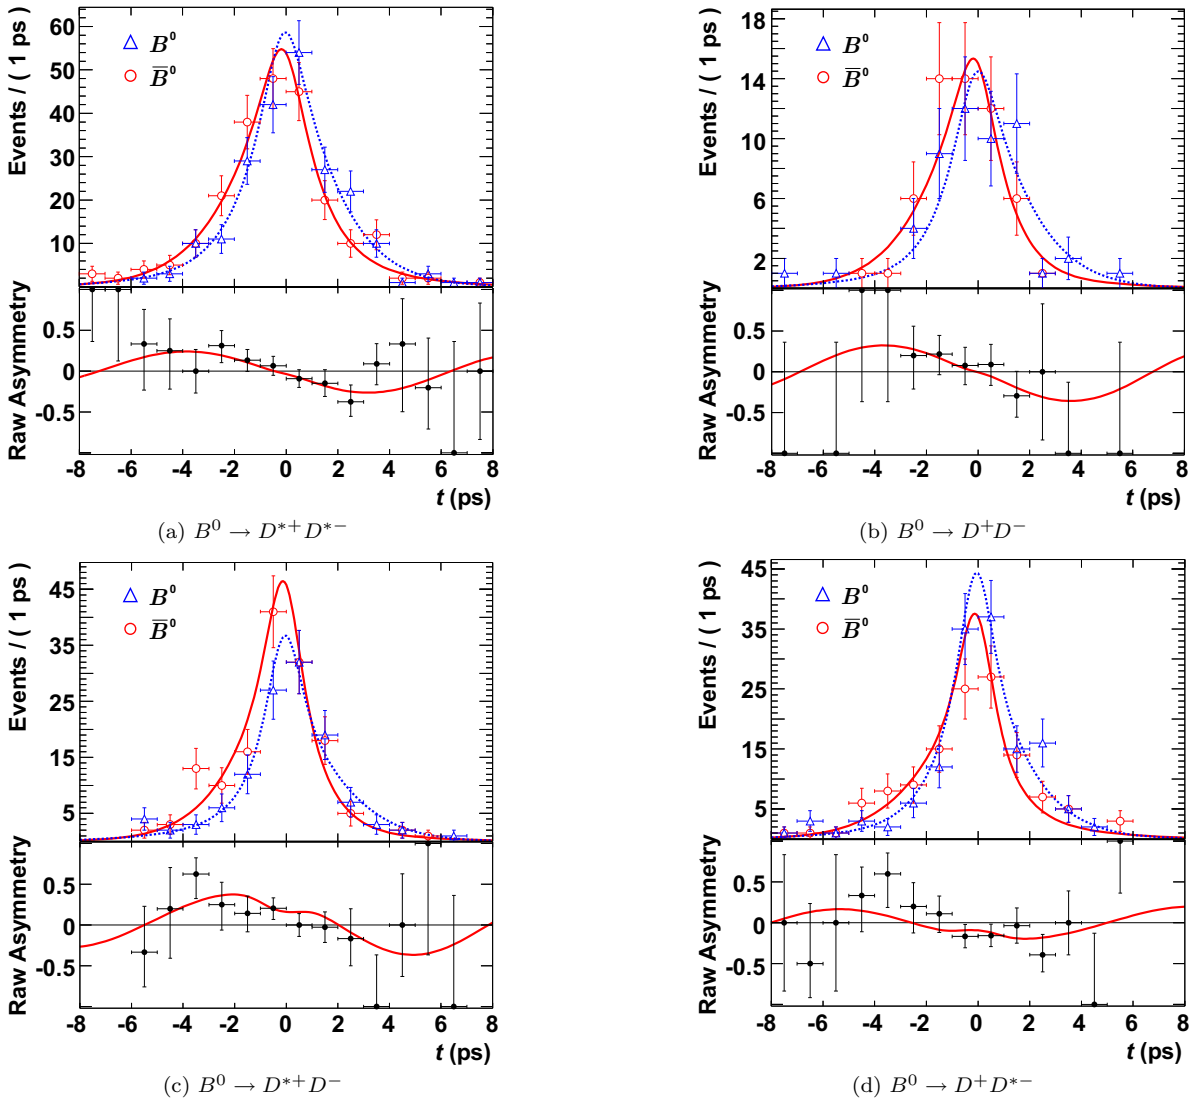 Events / ( 1 ps )
60
50
40
30
20
10
B⁰
B̅⁰
Raw Asymmetry
0.5
0
-0.5
-8 -6 -4 -2 0 2 4 6 8
t (ps)
(a) B⁰ → D*⁺D*⁻
Events / ( 1 ps )
18
14
10
6
2
B⁰
B̅⁰
Raw Asymmetry
0.5
0
-0.5
-8 -6 -4 -2 0 2 4 6 8
t (ps)
(b) B⁰ → D⁺D⁻
Events / ( 1 ps )
45
35
25
15
5
B⁰
B̅⁰
Raw Asymmetry
0.5
0
-0.5
-8 -6 -4 -2 0 2 4 6 8
t (ps)
(c) B⁰ → D*⁺D⁻
Events / ( 1 ps )
45
35
25
15
5
B⁰
B̅⁰
Raw Asymmetry
0.5
0
-0.5
-8 -6 -4 -2 0 2 4 6 8
t (ps)
(d) B⁰ → D⁺D*⁻